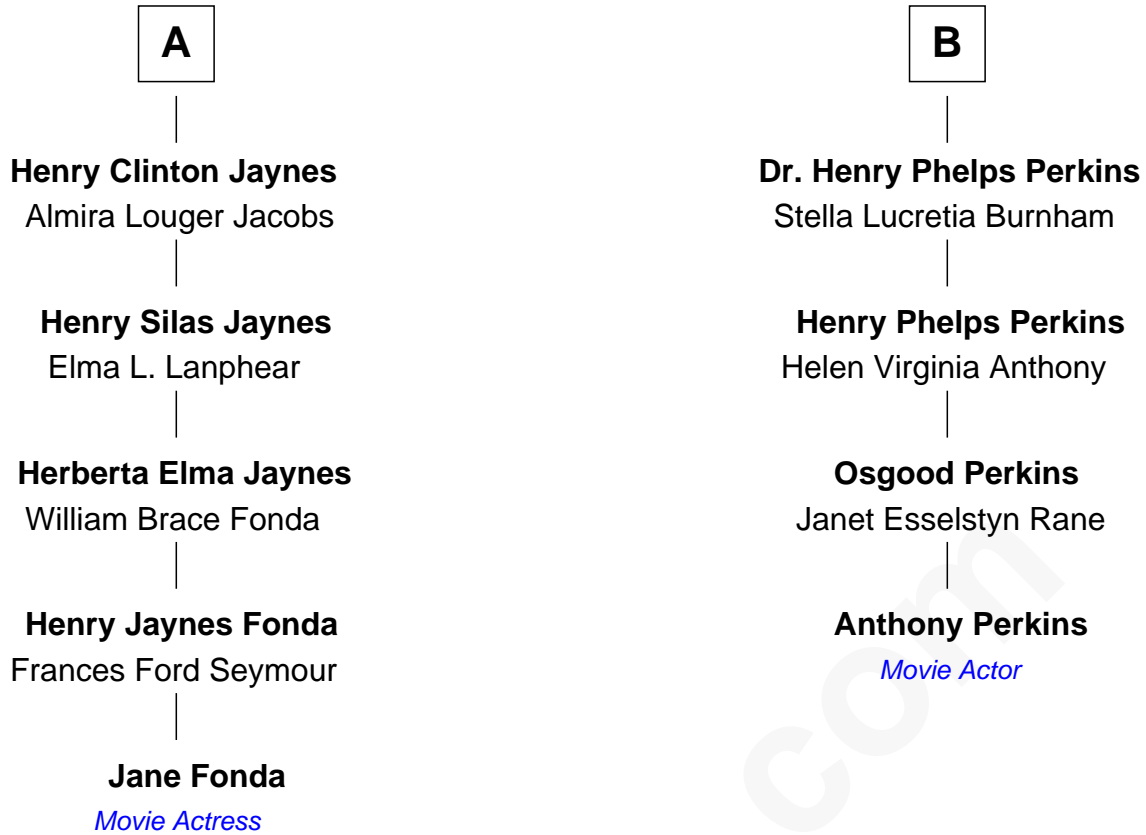 A
Henry Clinton Jaynes
Almira Louger Jacobs
Henry Silas Jaynes
Elma L. Lanphear
Herberta Elma Jaynes
William Brace Fonda
Henry Jaynes Fonda
Frances Ford Seymour
Jane Fonda
Movie Actress
B
Dr. Henry Phelps Perkins
Stella Lucretia Burnham
Henry Phelps Perkins
Helen Virginia Anthony
Osgood Perkins
Janet Esselstyn Rane
Anthony Perkins
Movie Actor
com